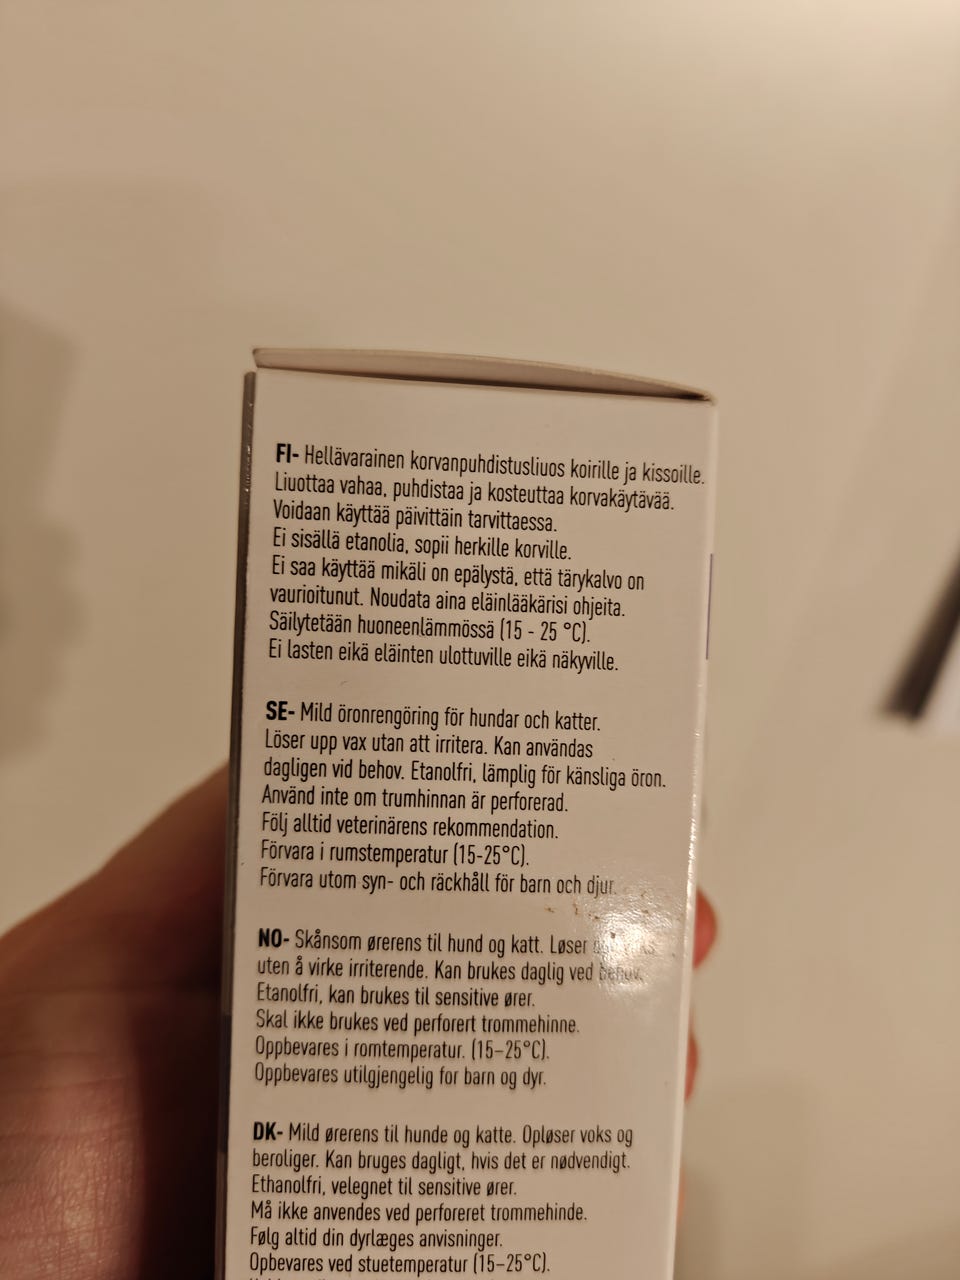 FI- Hellävarainen korvanpuhdistusliuos koirille ja kissoille.
Liuottaa vahaa, puhdistaa ja kosteuttaa korvakäytävää.
Voidaan käyttää päivittäin tarvittaessa.
Ei sisällä etanolia, sopii herkille korville.
Ei saa käyttää mikäli on epälystä, että tärykalvo on
vaurioitunut. Noudata aina eläinlääkärisi ohjeita.
Säilytetään huoneenlämmössä (15 - 25 °C).
Ei lasten eikä eläinten ulottuville eikä näkyville.
SE- Mild öronrengöring för hundar och katter.
Löser upp vax utan att irritera. Kan användas
dagligen vid behov. Etanolfri, lämplig för känsliga öron.
Använd inte om trumhinnan är perforerad.
Följ alltid veterinärens rekommendation.
Förvara i rumstemperatur (15-25°C).
Förvara utom syn- och räckhåll för barn och djur.
NO- Skånsom ørerens til hund og katt. Løser
uten å virke irriterende. Kan brukes daglig ved behov.
Etanolfri, kan brukes til sensitive ører.
Skal ikke brukes ved perforert trommehinne.
Oppbevares i romtemperatur. (15–25°C).
Oppbevares utilgjengelig for barn og dyr.
DK- Mild ørerens til hunde og katte. Opløser voks og
beroliger. Kan bruges dagligt, hvis det er nødvendigt.
Ethanolfri, velegnet til sensitive ører.
Må ikke anvendes ved perforeret trommehinde.
Følg altid din dyrlæges anvisninger.
Opbevares ved stuetemperatur (15–25°C).